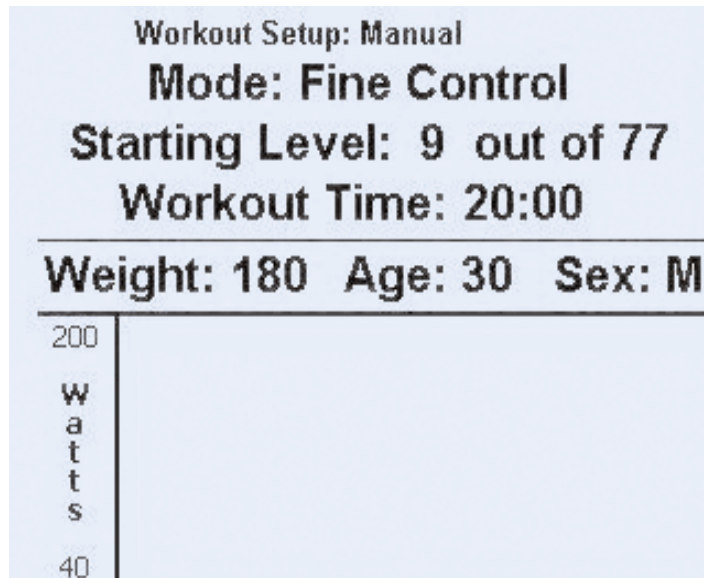 Workout Setup: Manual
Mode: Fine Control
Starting Level: 9 out of 77
Workout Time: 20:00
Weight: 180 Age: 30 Sex: M
200
Watts
40